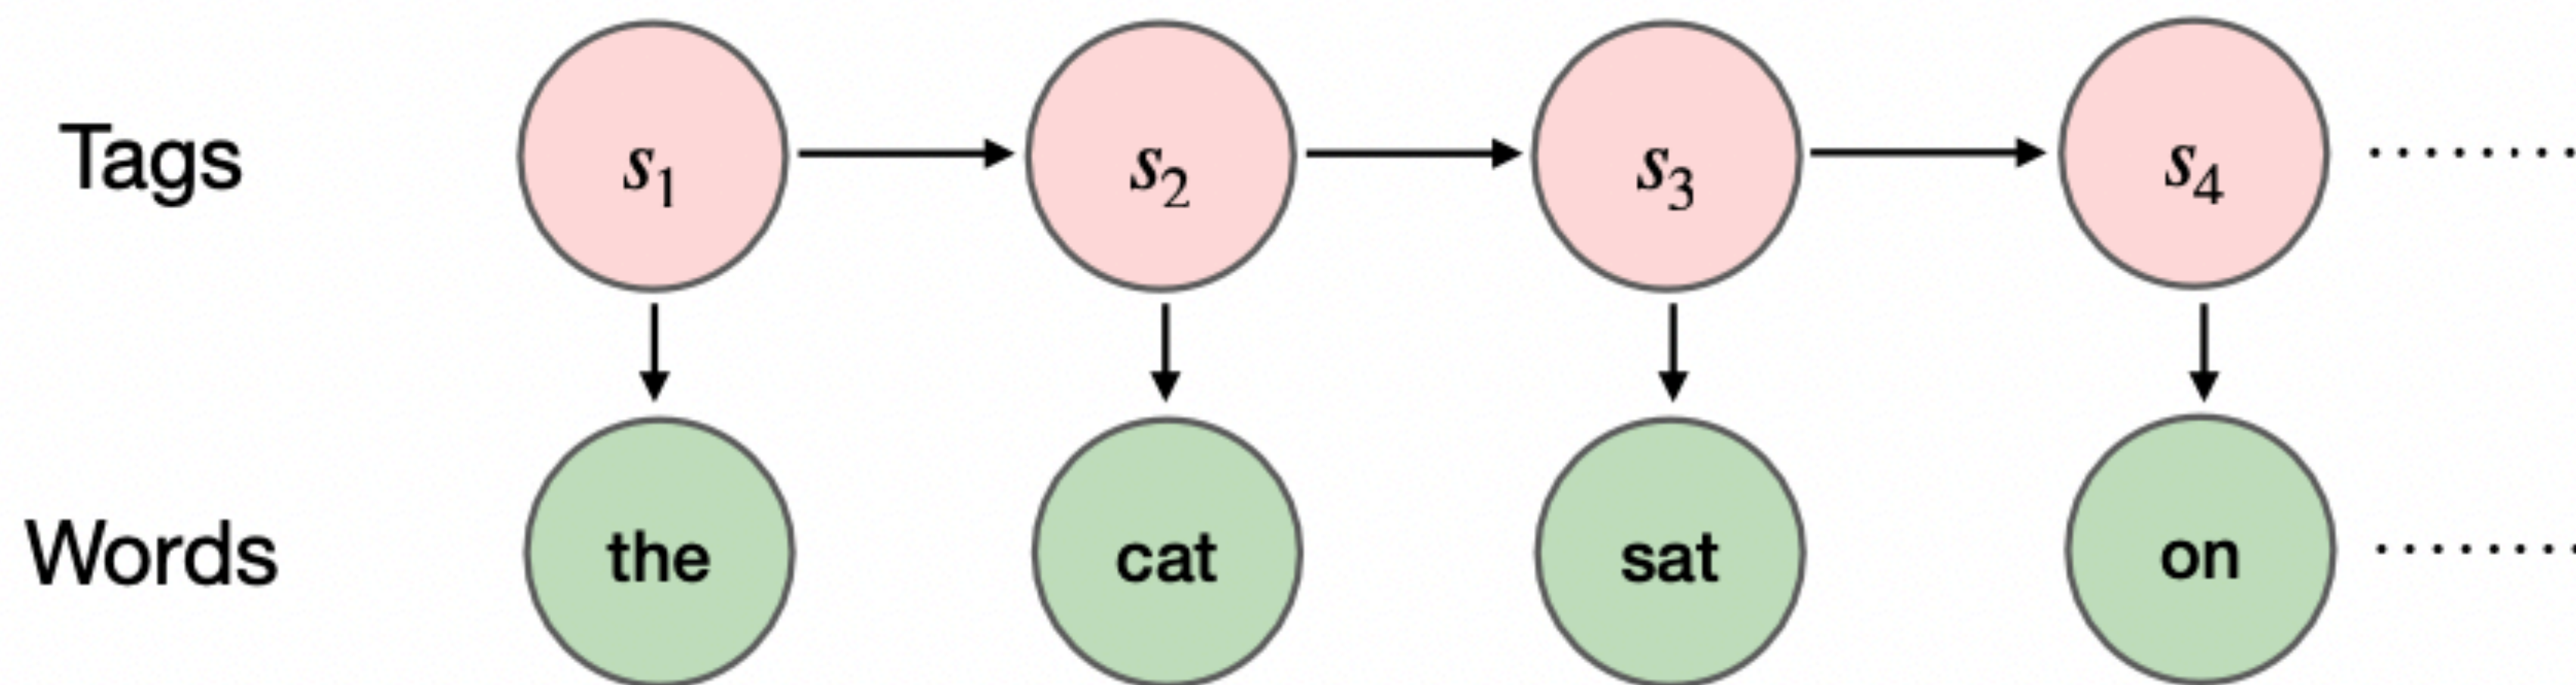 Tags s₁ s₂ s₃ s₄ ........
Words the cat sat on ........